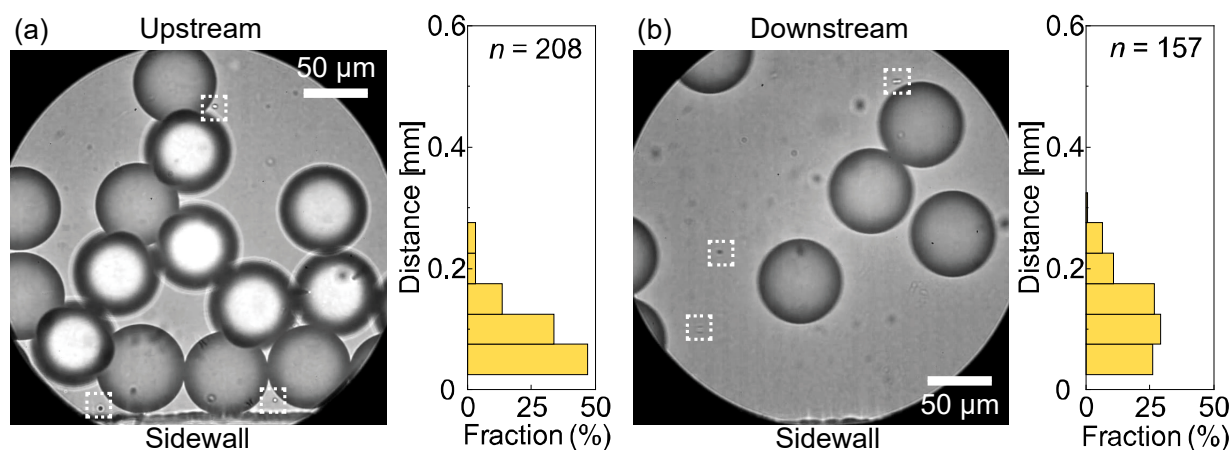 (a)
Upstream
50 μm
Sidewall
0.6
0.4
0.2
0
Distance [mm]
n = 208
0
25
50
Fraction (%)
(b)
Downstream
50 μm
Sidewall
0.6
0.4
0.2
0
Distance [mm]
n = 157
0
25
50
Fraction (%)